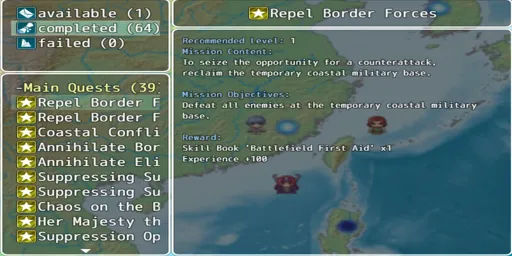 available (1)
completed (64)
failed (0)
-Main Quests (39)
Repel Border F
Repel Border F
Coastal Confli
Annihilate Bor
Annihilate Eli
Suppressing Su
Suppressing Su
Chaos on the B
Her Majesty th
Suppression Op
Repel Border Forces
Recommended Level: 1
Mission Content:
To seize the opportunity for a counterattack,
reclaim the temporary coastal military base.
Mission Objectives:
Defeat all enemies at the temporary coastal military
base.
Reward:
Skill Book 'Battlefield First Aid' x1
Experience +100